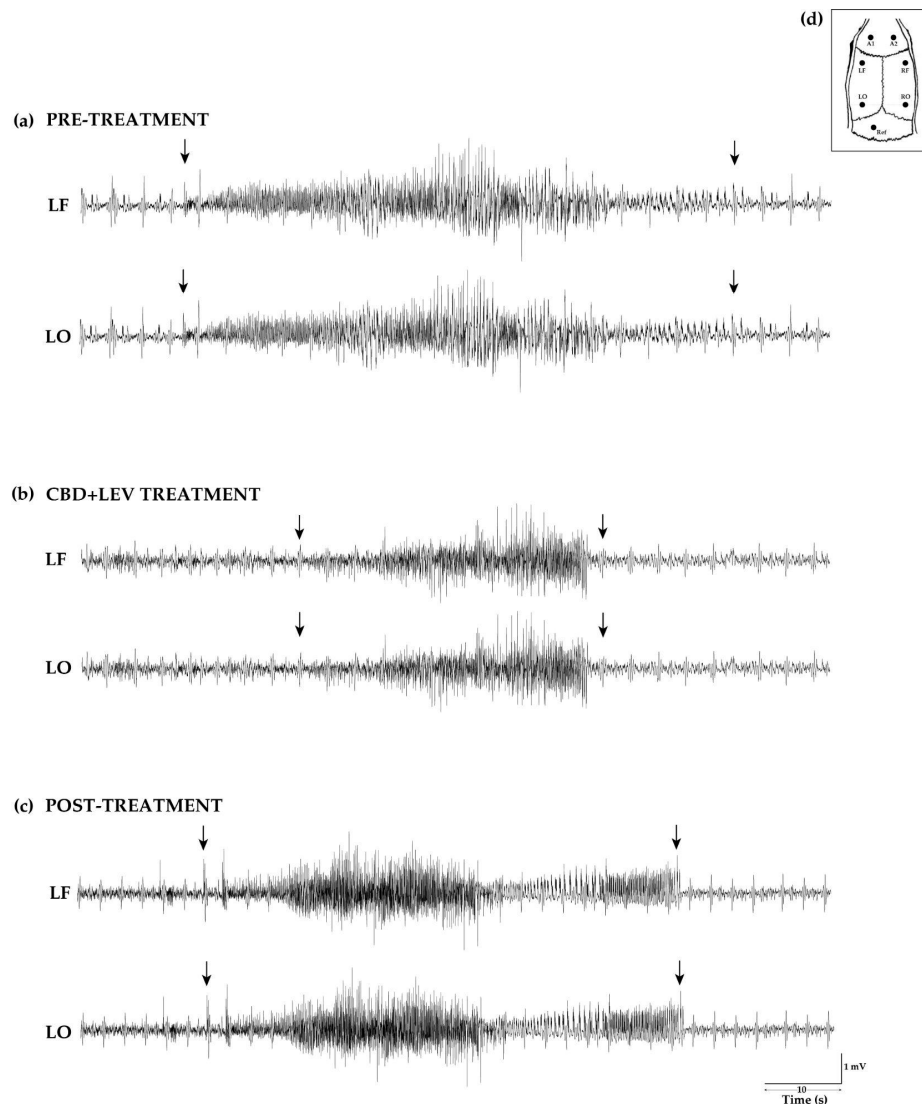 (d)
A1 A2
LF RF
LO RO
Ref
(a) PRE-TREATMENT
LF
LO
(b) CBD+LEV TREATMENT
LF
LO
(c) POST-TREATMENT
LF
LO
1 mV
10
Time (s)